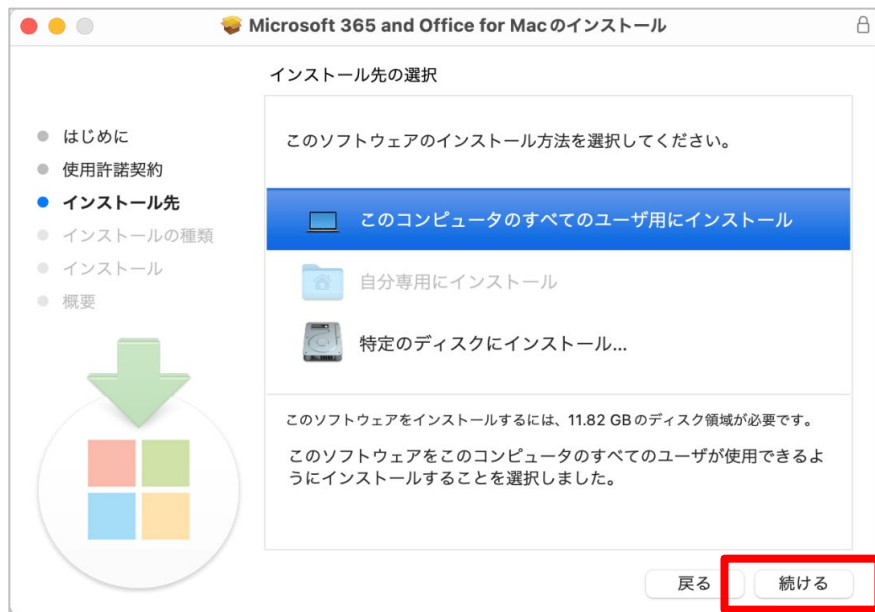 Microsoft 365 and Office for Macのインストール
インストール先の選択
はじめに
使用許諾契約
インストール先
インストールの種類
インストール
概要
このソフトウェアのインストール方法を選択してください。
このコンピュータのすべてのユーザ用にインストール
自分専用にインストール
特定のディスクにインストール...
このソフトウェアをインストールするには、11.82 GBのディスク領域が必要です。
このソフトウェアをこのコンピュータのすべてのユーザが使用できるよ
うにインストールすることを選択しました。
戻る
続ける